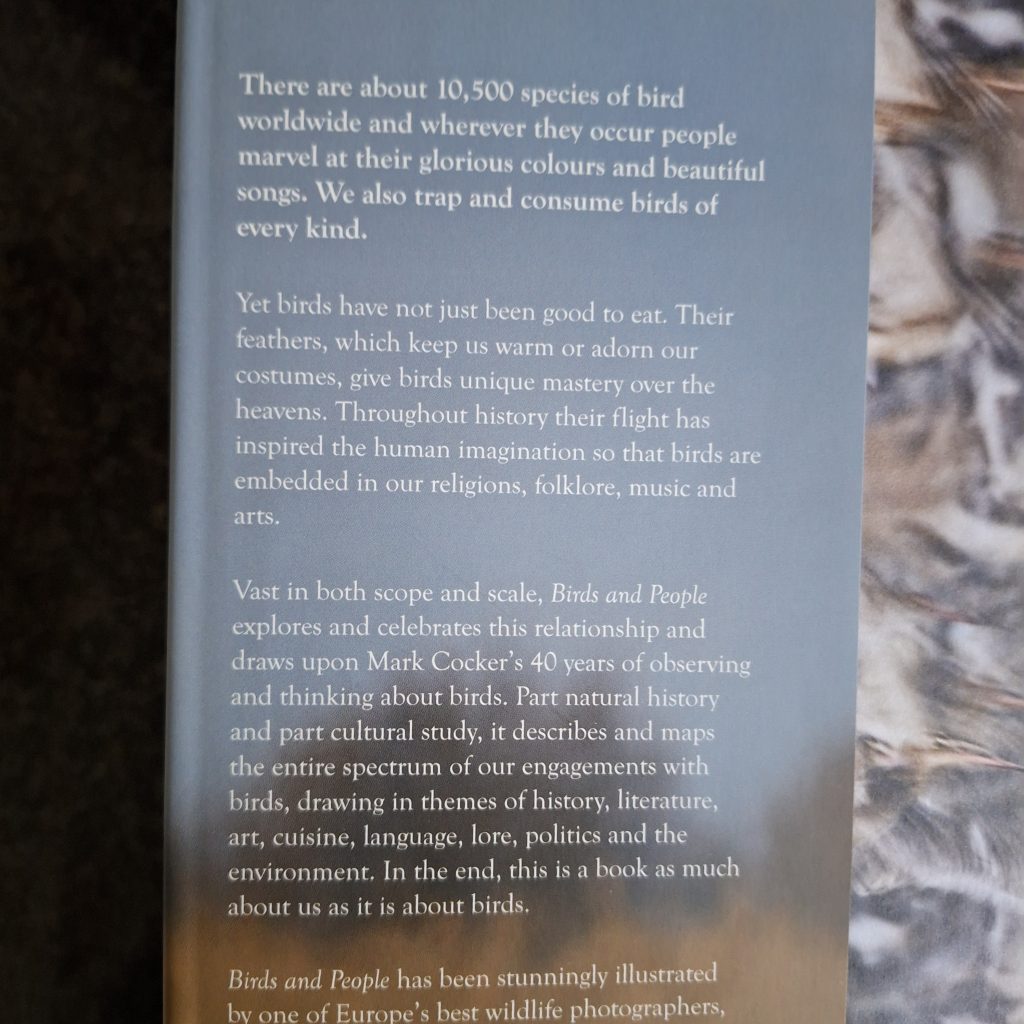 There are about 10,500 species of bird
worldwide and wherever they occur people
marvel at their glorious colours and beautiful
songs. We also trap and consume birds of
every kind.
Yet birds have not just been good to eat. Their
feathers, which keep us warm or adorn our
costumes, give birds unique mastery over the
heavens. Throughout history their flight has
inspired the human imagination so that birds are
embedded in our religions, folklore, music and
arts.
Vast in both scope and scale, Birds and People
explores and celebrates this relationship and
draws upon Mark Cocker's 40 years of observing
and thinking about birds. Part natural history
and part cultural study, it describes and maps
the entire spectrum of our engagements with
birds, drawing in themes of history, literature,
art, cuisine, language, lore, politics and the
environment. In the end, this is a book as much
about us as it is about birds.
Birds and People has been stunningly illustrated
by one of Europe's best wildlife photographers,